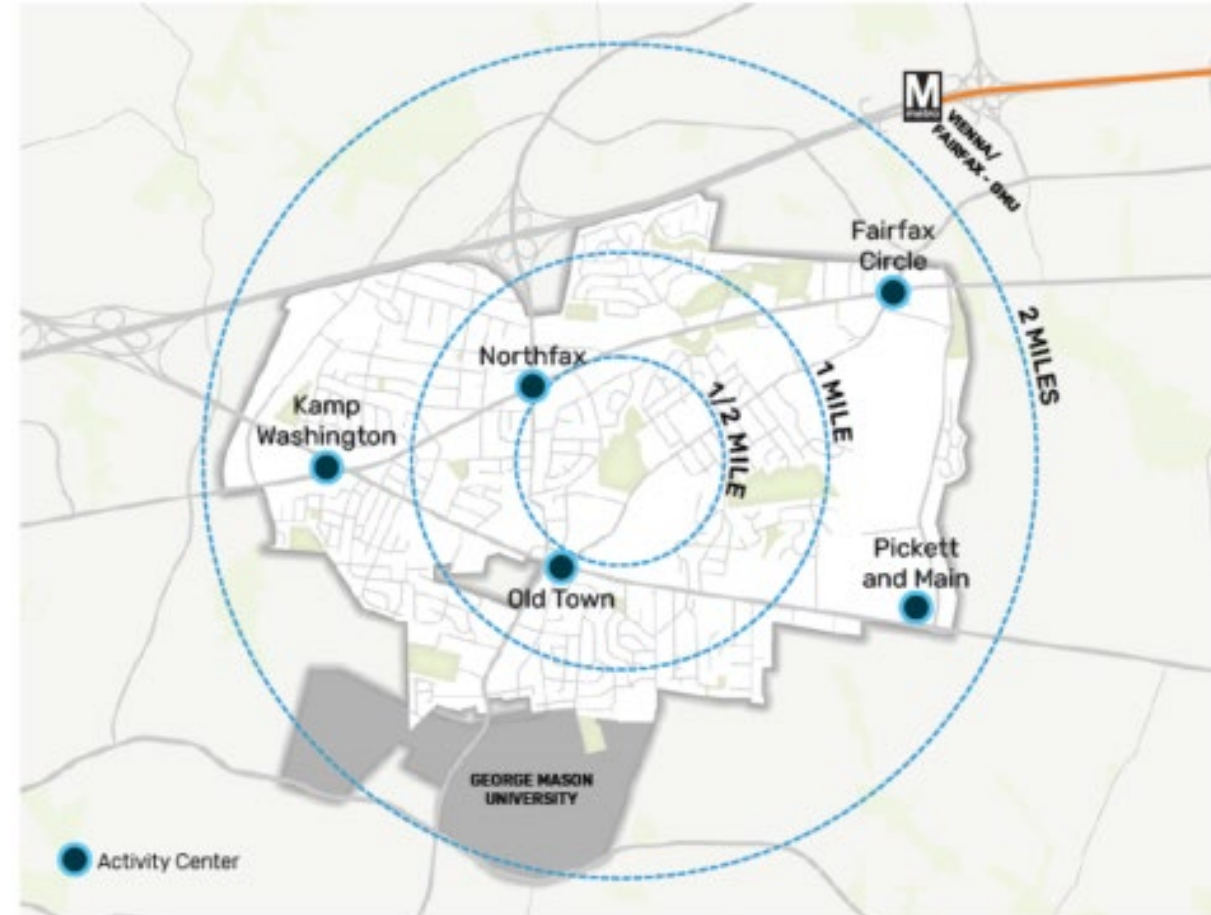 M
metro
VIENNA/
FAIRFAX - GMU
Fairfax
Circle
2 MILES
Northfax
1 MILE
1/2 MILE
Kamp
Washington
Pickett
and Main
Old Town
GEORGE MASON
UNIVERSITY
Activity Center